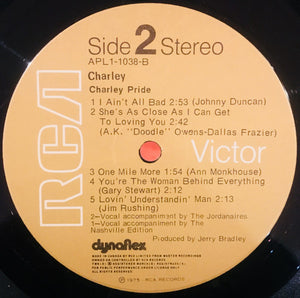 Side 2 Stereo
APL1-1038-B
Charley
Charley Pride
1 I Ain't All Bad 2:53 (Johnny Duncan)
2 She's As Close As I Can Get
To Loving You 2:42
(A.K. "Doodle" Owens-Dallas Frazier)
RCA Victor
3 One Mile More 1:54 (Ann Monkhouse)
4 You're The Woman Behind Everything
(Gary Stewart) 2:12
5 Lovin' Understandin' Man 2:13
(Jim Rushing)
2-Vocal accompaniment by The Jordanaires
1-Vocal accompaniment by The
Nashville Edition
dynaflex
Produced by Jerry Bradley
© 1975 RCA RECORDS